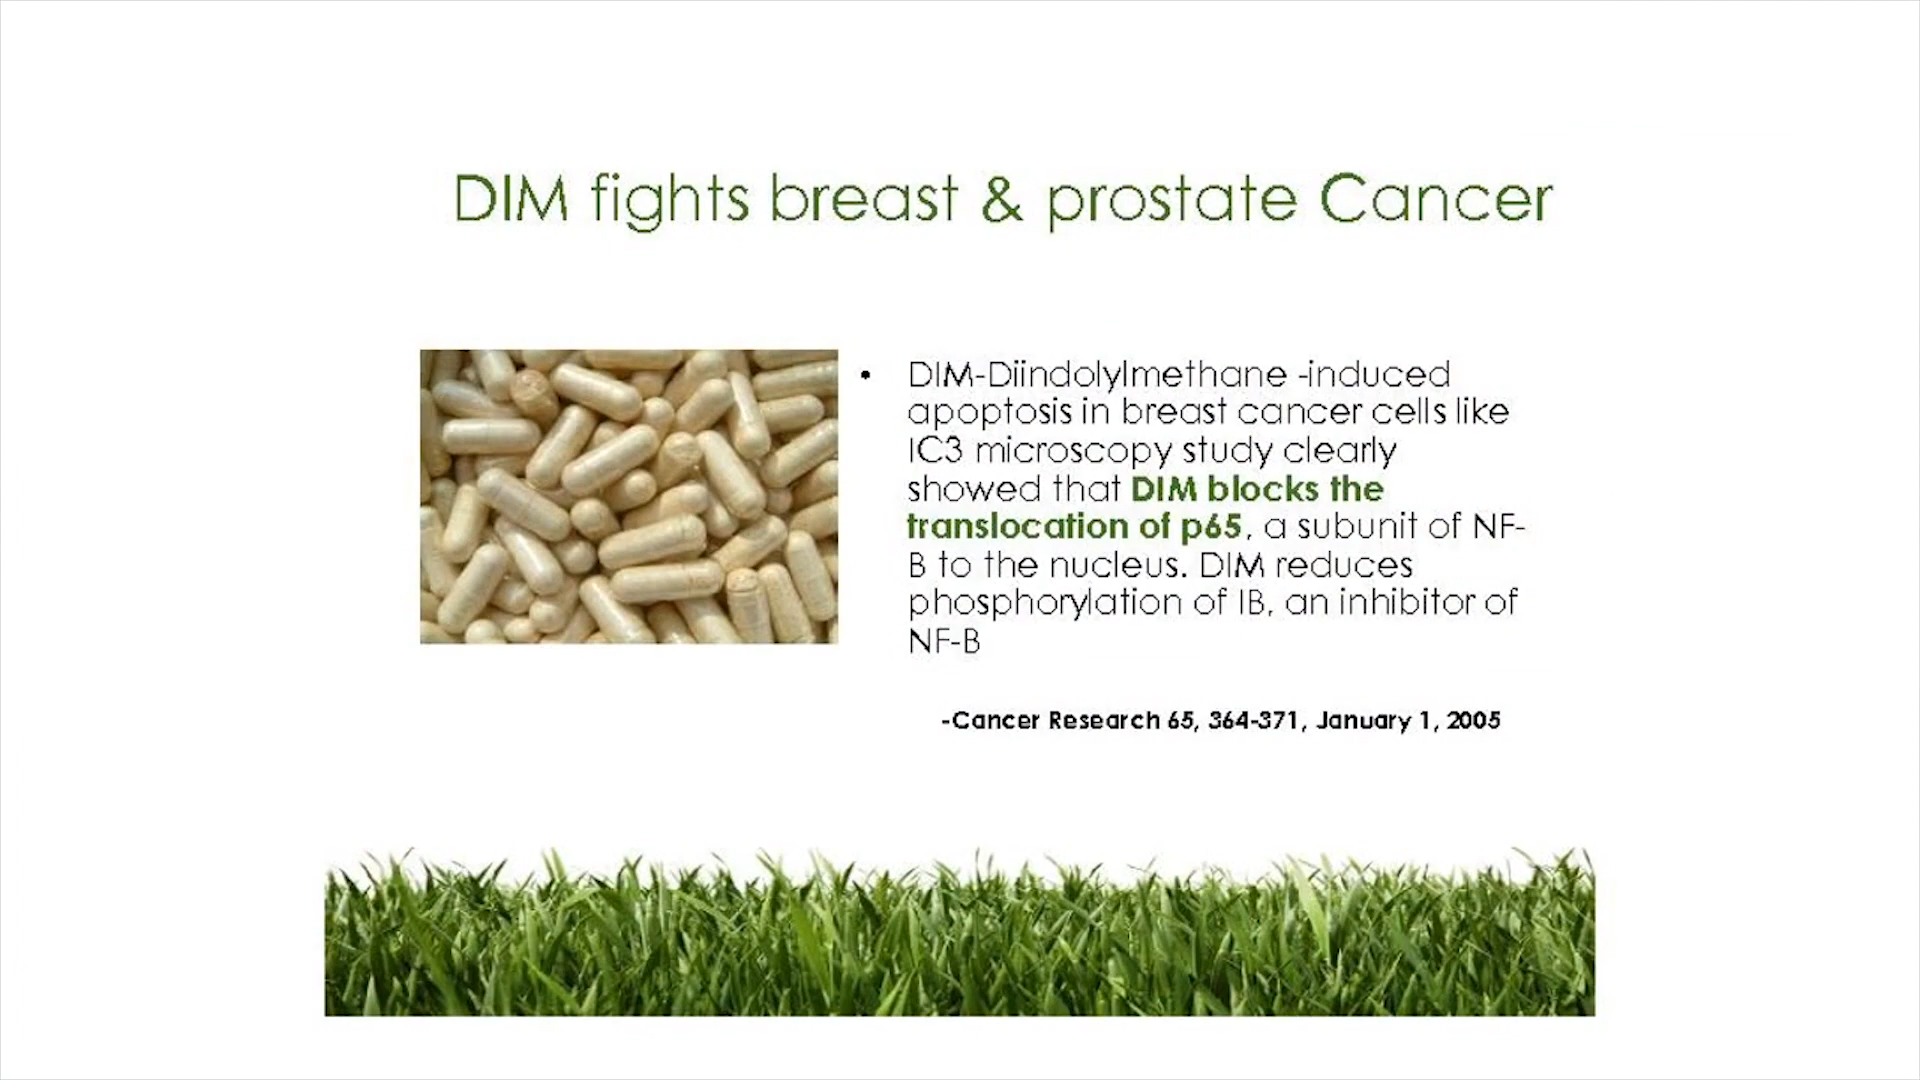 DIM fights breast & prostate Cancer
• DIM-Diindolylmethane -induced
apoptosis in breast cancer cells like
IC3 microscopy study clearly
showed that DIM blocks the
translocation of p65, a subunit of NF-
B to the nucleus. DIM reduces
phosphorylation of IB, an inhibitor of
NF-B
-Cancer Research 65, 364-371, January 1, 2005